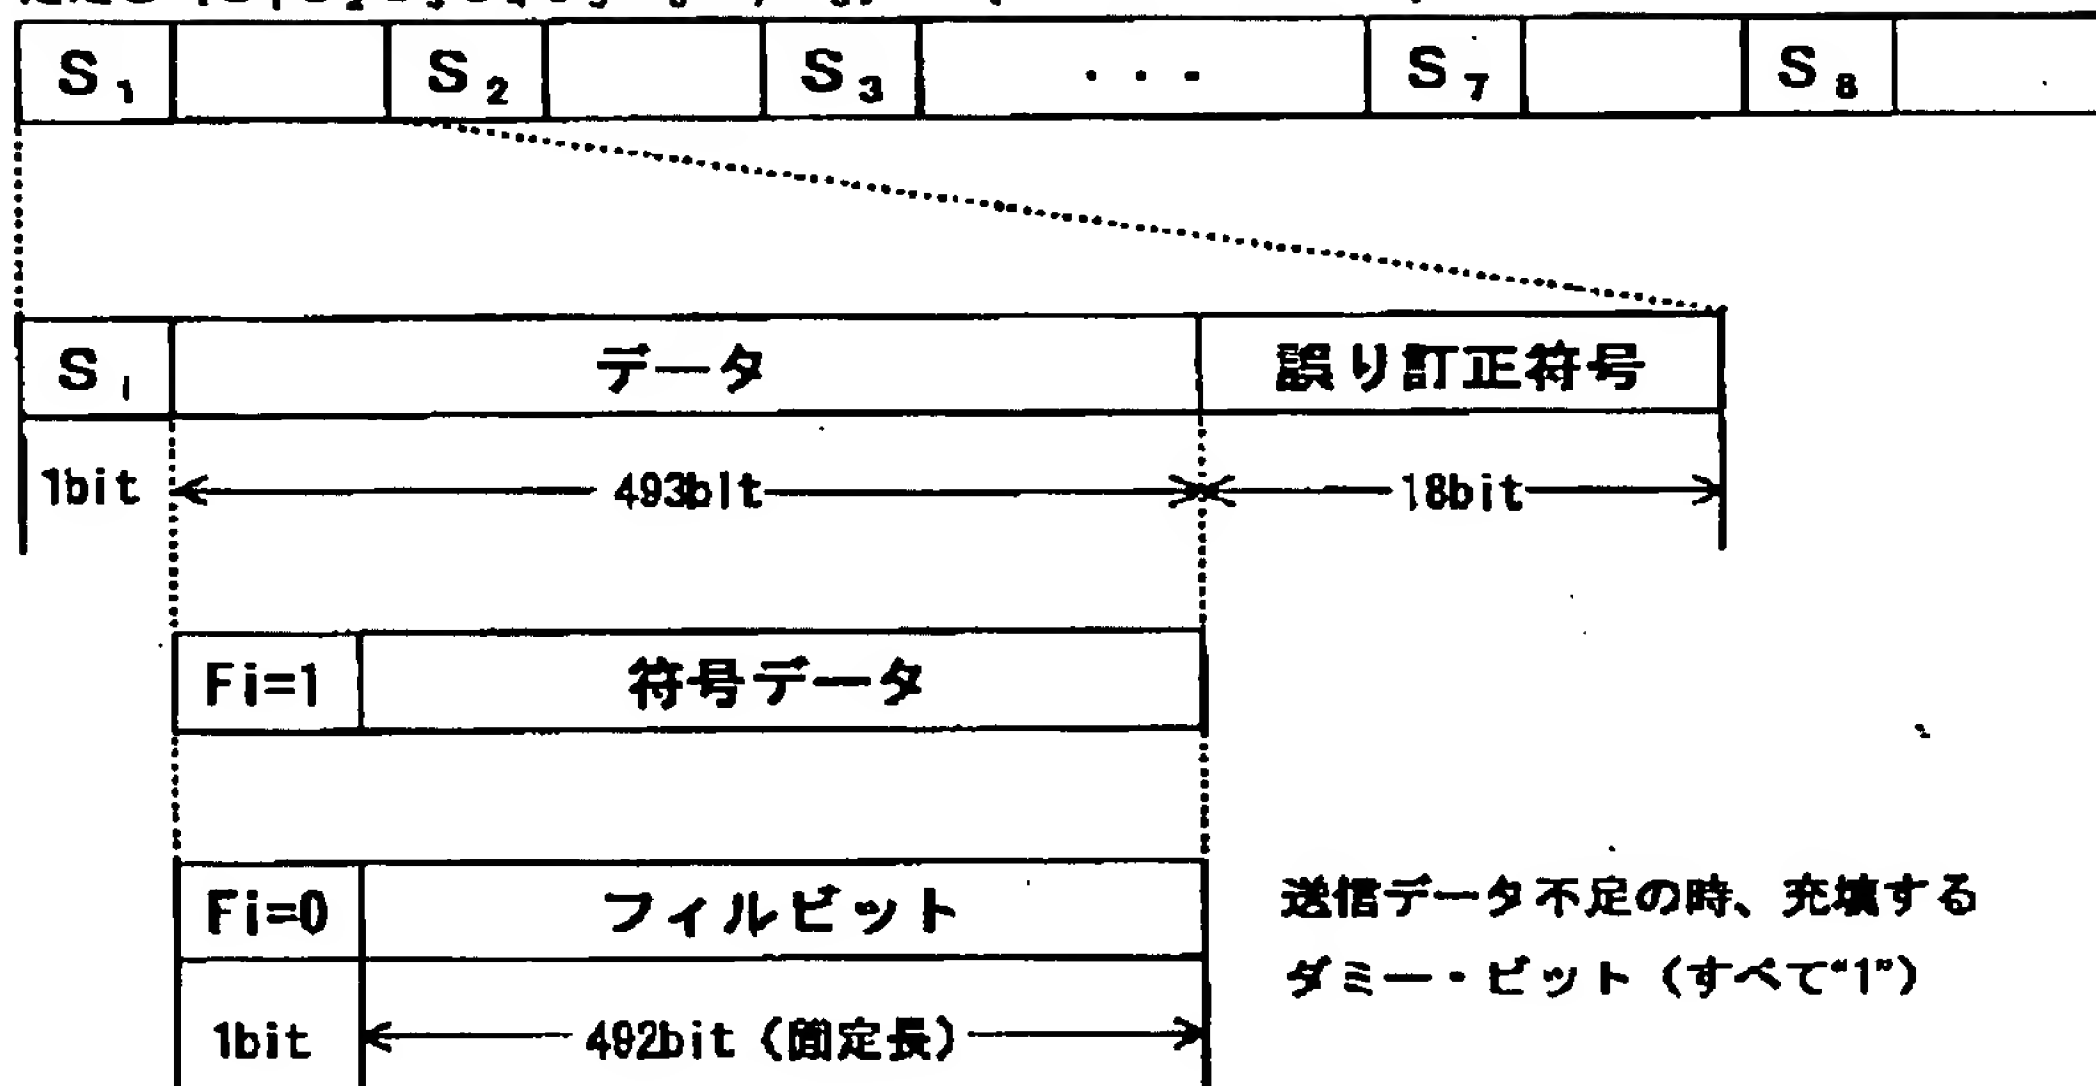 S₁ S₂ S₃ ・・・ S₇ S₈
Sᵢ データ 誤り訂正符号
1bit 493bit 18bit
Fi=1 符号データ
Fi=0 フィルビット
送信データ不足の時、充填する
ダミー・ビット（すべて“1”）
1bit 492bit（固定長）